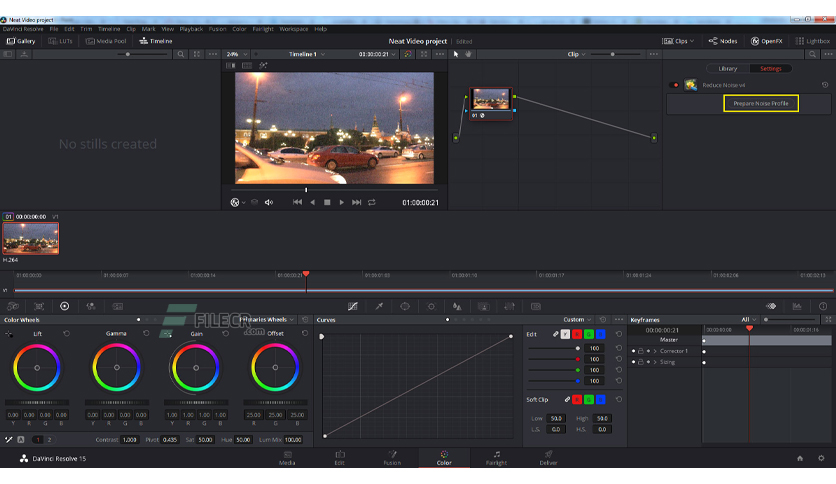 Neat Video project
DaVinci Resolve File Edit Trim Timeline Clip Mark View Playback Fusion Color Fairlight Workspace Help
Gallery LUTs Media Pool Timeline Neat Video project Edited Clips Nodes OpenFX Lightbox
24% Timeline 1 01:00:00:21 Clip
Library Settings
Reduce Noise v4
Prepare Noise Profile
No stills created
01
01:00:00:21
01 00:00:00:00 V1
H.264
01:00:00:00 01:00:00:07 01:00:00:14 01:00:00:21 01:00:01:03 01:00:01:10 01:00:01:17 01:00:01:24 01:00:02:06 01:00:02:13
V1
FILECR
.com
Color Wheels Primaries Wheels Curves Custom Keyframes All
Lift Gamma Gain Offset
Edit Y R G B
100
100
100
100
Soft Clip R G B
Low 50.0 High 50.0
L.S. 0.0 H.S. 0.0
00:00:00:21 00:00:00:00 00:00:01:16
Master
Corrector 1
Sizing
0.00 0.00 0.00 0.00 0.00 0.00 0.00 0.00 1.00 1.00 1.00 1.00 25.00 25.00 25.00
Y R G B Y R G B Y R G B R G B
A 1 2 Contrast 1.000 Pivot 0.435 Sat 50.00 Hue 50.00 Lum Mix 100.00
DaVinci Resolve 15
Media Edit Fusion Color Fairlight Deliver